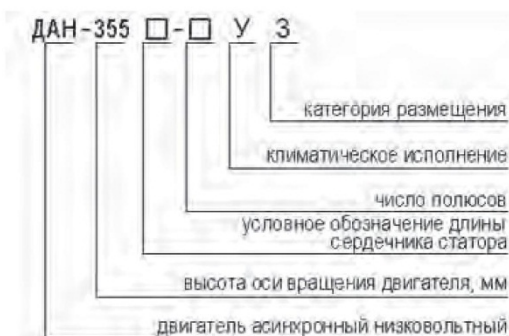 ДАН-355 □-□ У 3
категория размещения
климатическое исполнение
число полюсов
условное обозначение длины
сердечника статора
высота оси вращения двигателя, мм
двигатель асинхронный низковольтный